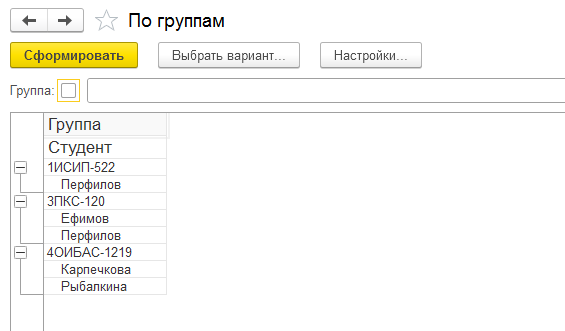 По группам
Сформировать Выбрать вариант... Настройки...
Группа:
Группа
Студент
1ИСИП-522
Перфилов
3ПКС-120
Ефимов
Перфилов
4ОИБАС-1219
Карпечкова
Рыбалкина